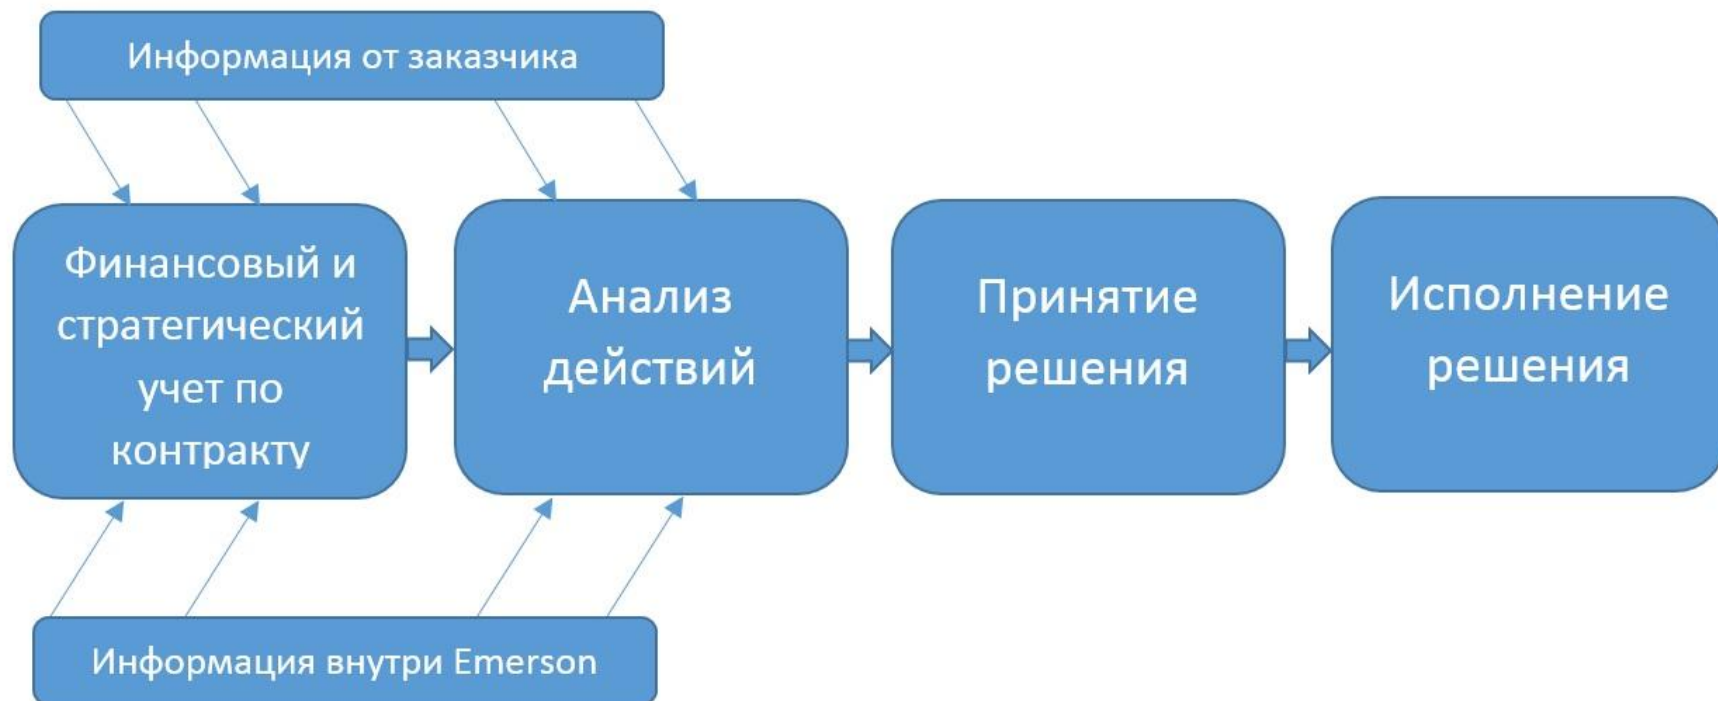 Информация от заказчика
Финансовый и
стратегический
учет по
контракту
Анализ
действий
Принятие
решения
Исполнение
решения
Информация внутри Emerson